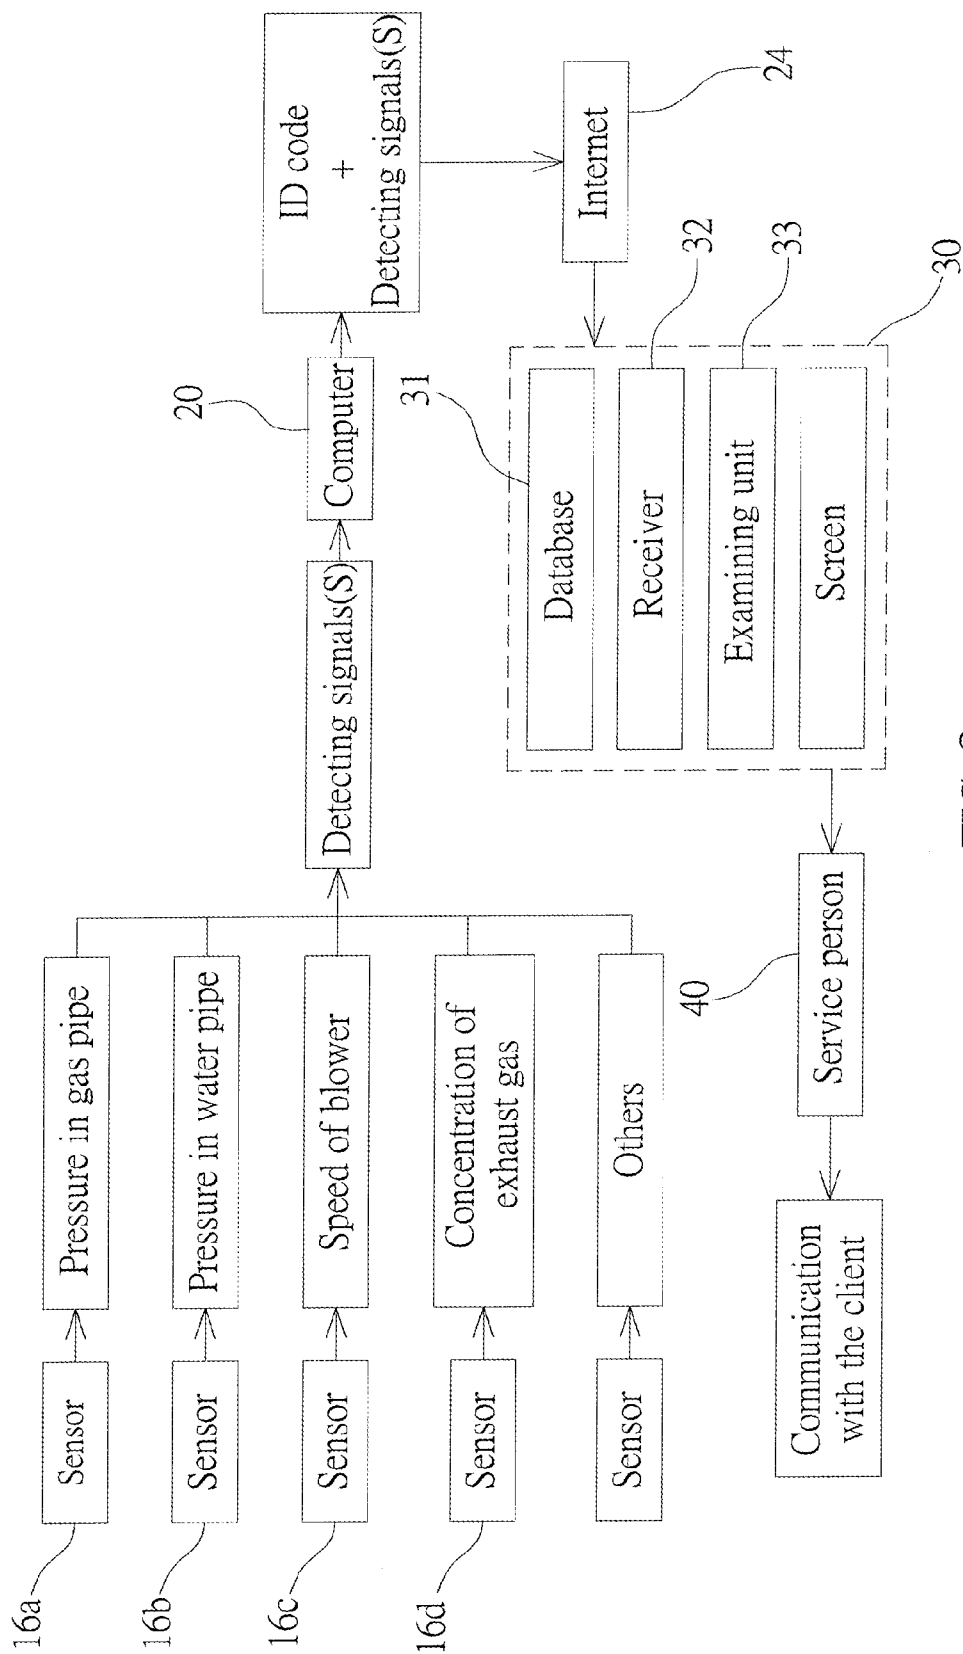 16a
Sensor
Pressure in gas pipe
16b
Sensor
Pressure in water pipe
16c
Sensor
Speed of blower
16d
Sensor
Concentration of
exhaust gas
Sensor
Others
Detecting signals(S)
20
Computer
ID code
+
Detecting signals(S)
Internet
24
31
Database
Receiver
32
Examining unit
33
Screen
30
40
Service person
Communication
with the client